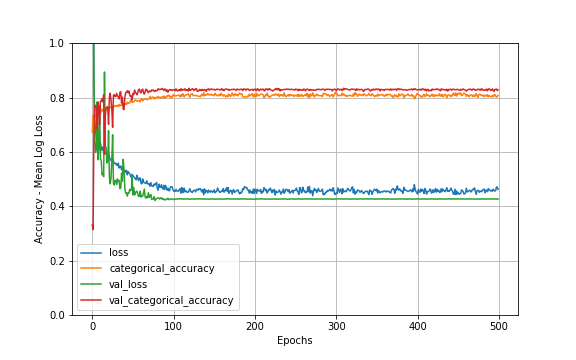 1.0
0.8
0.6
0.4
0.2
0.0
Accuracy - Mean Log Loss
loss
categorical_accuracy
val_loss
val_categorical_accuracy
0 100 200 300 400 500
Epochs